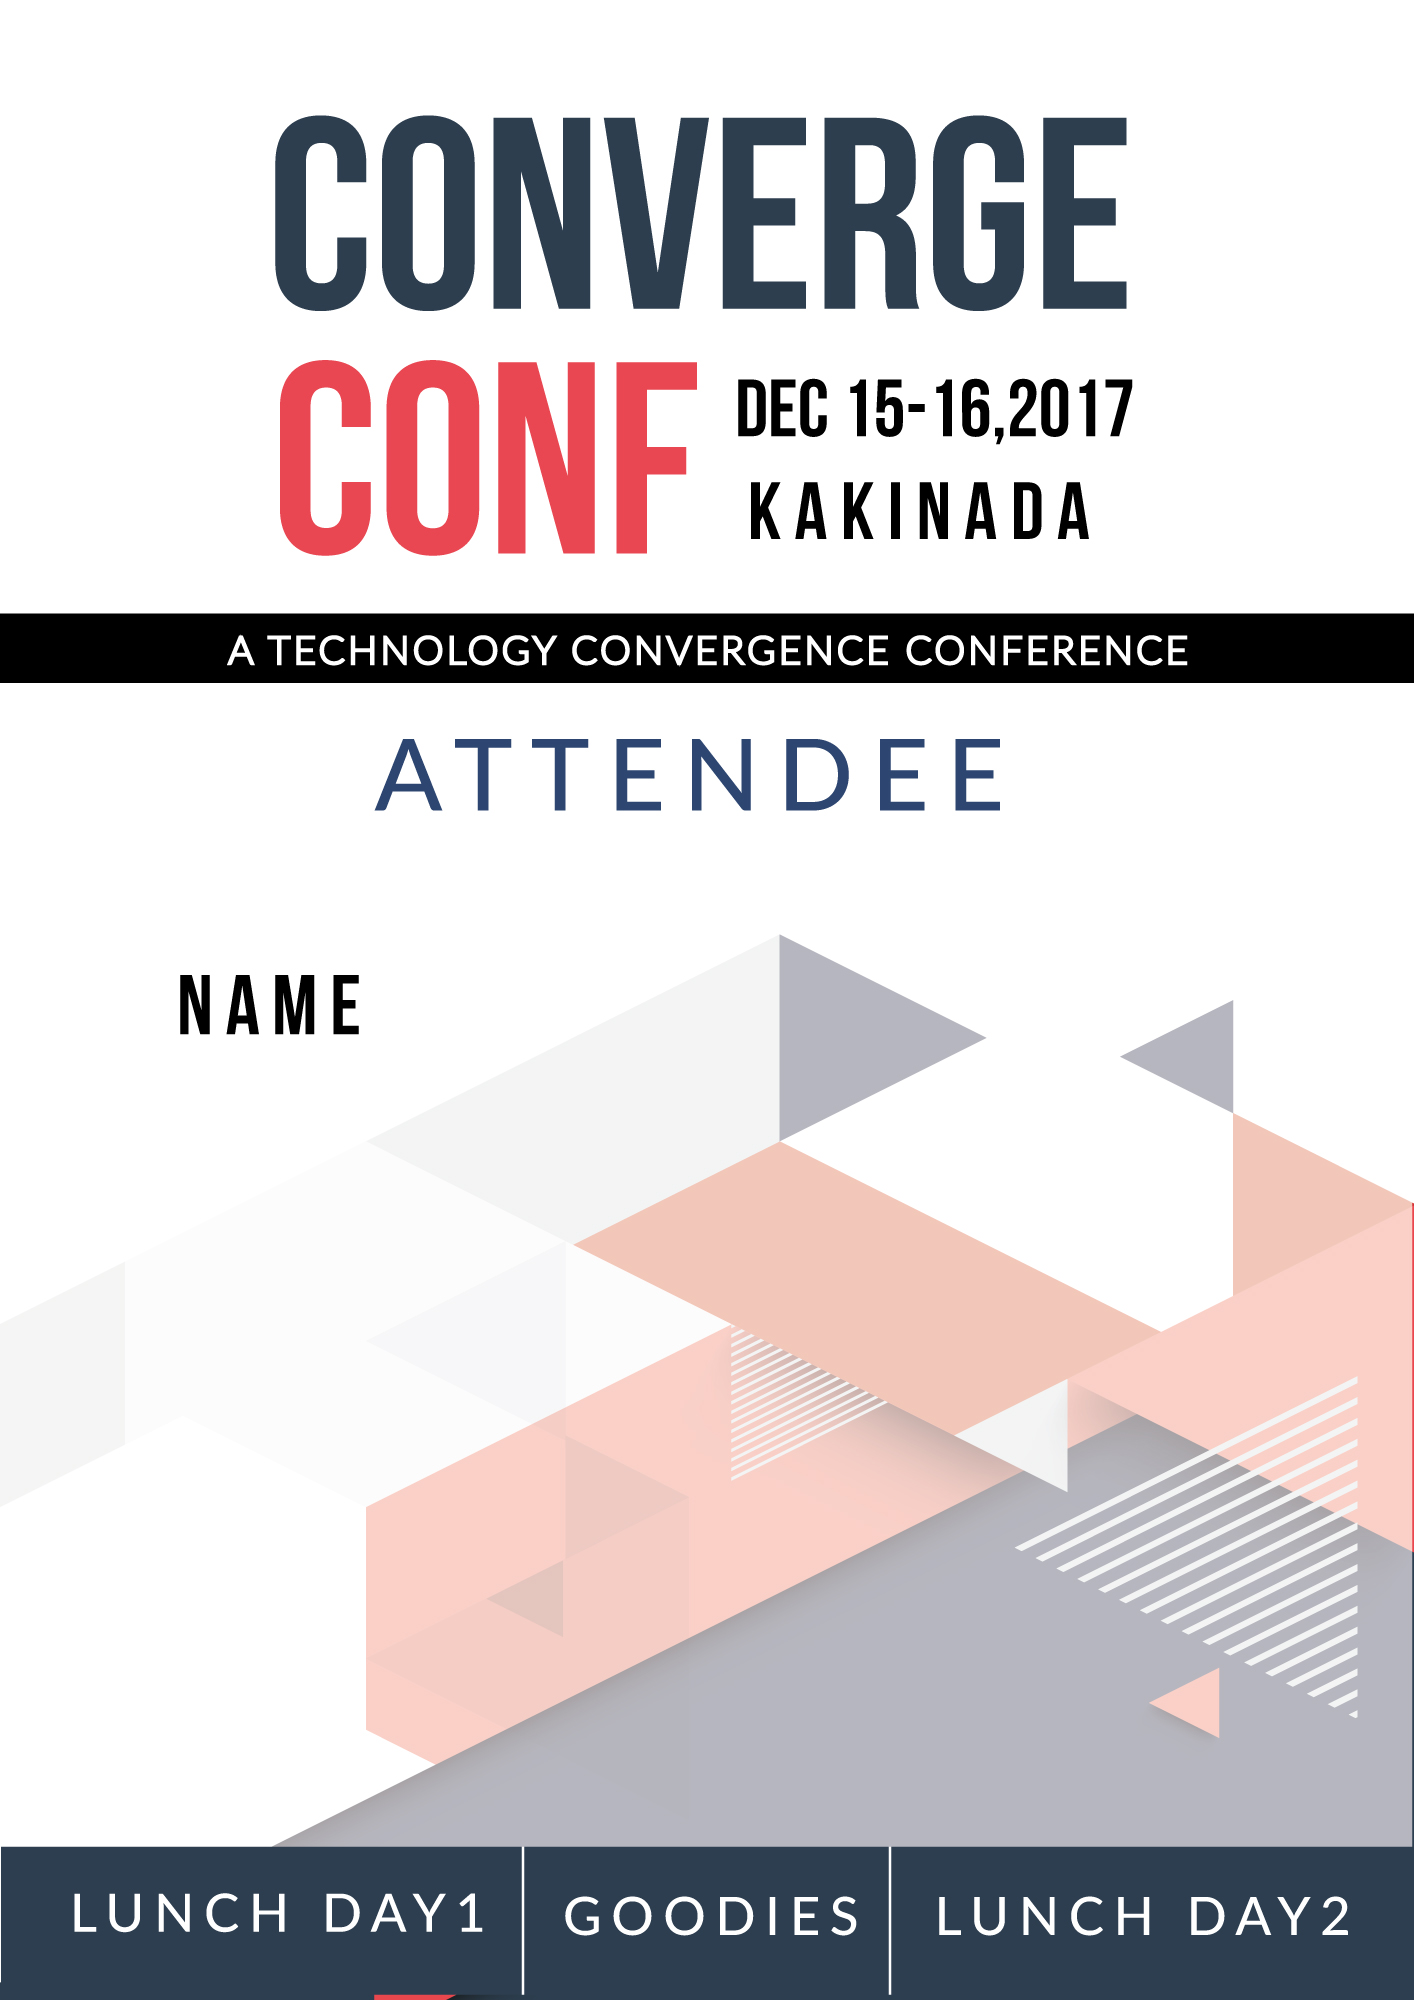 CONVERGE
CONF
DEC 15-16,2017
KAKINADA
A TECHNOLOGY CONVERGENCE CONFERENCE
ATTENDEE
NAME
LUNCH DAY1
GOODIES
LUNCH DAY2